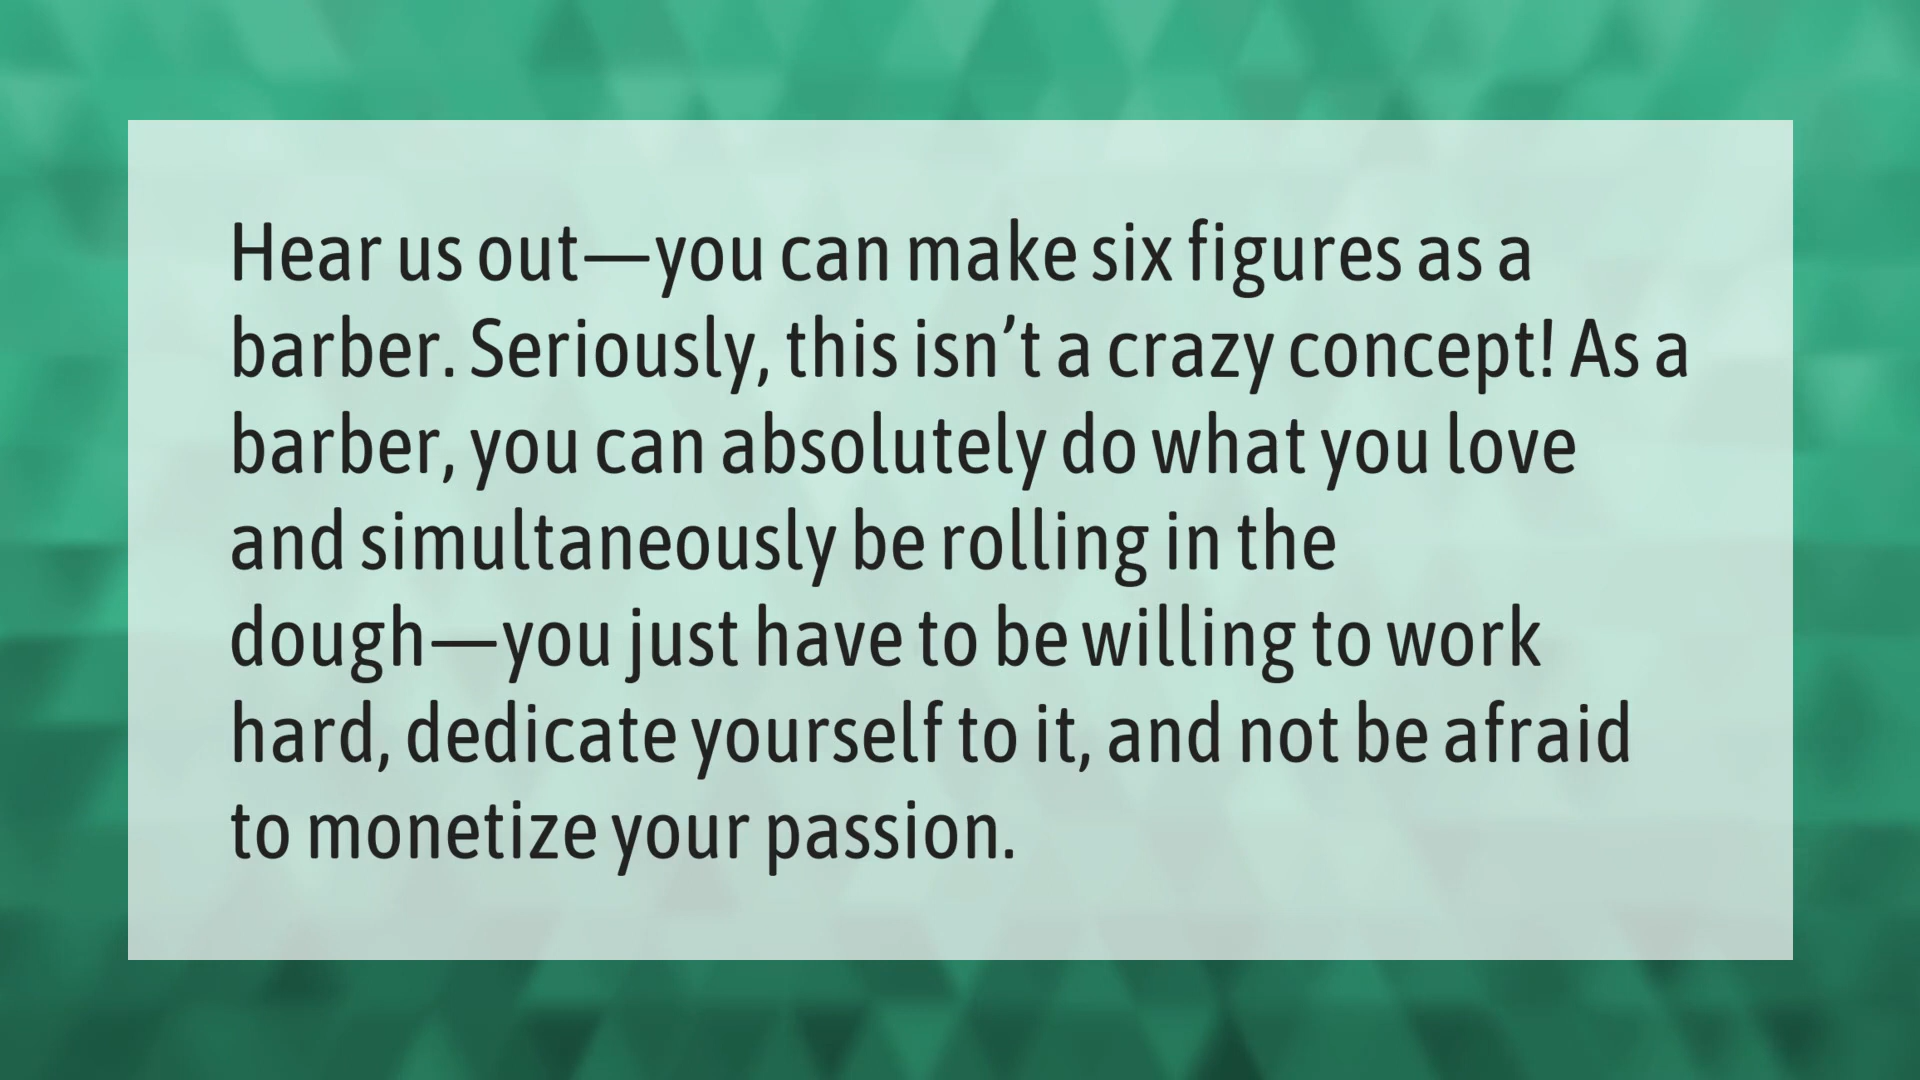 Hear us out—you can make six figures as a
barber. Seriously, this isn’t a crazy concept! As a
barber, you can absolutely do what you love
and simultaneously be rolling in the
dough—you just have to be willing to work
hard, dedicate yourself to it, and not be afraid
to monetize your passion.